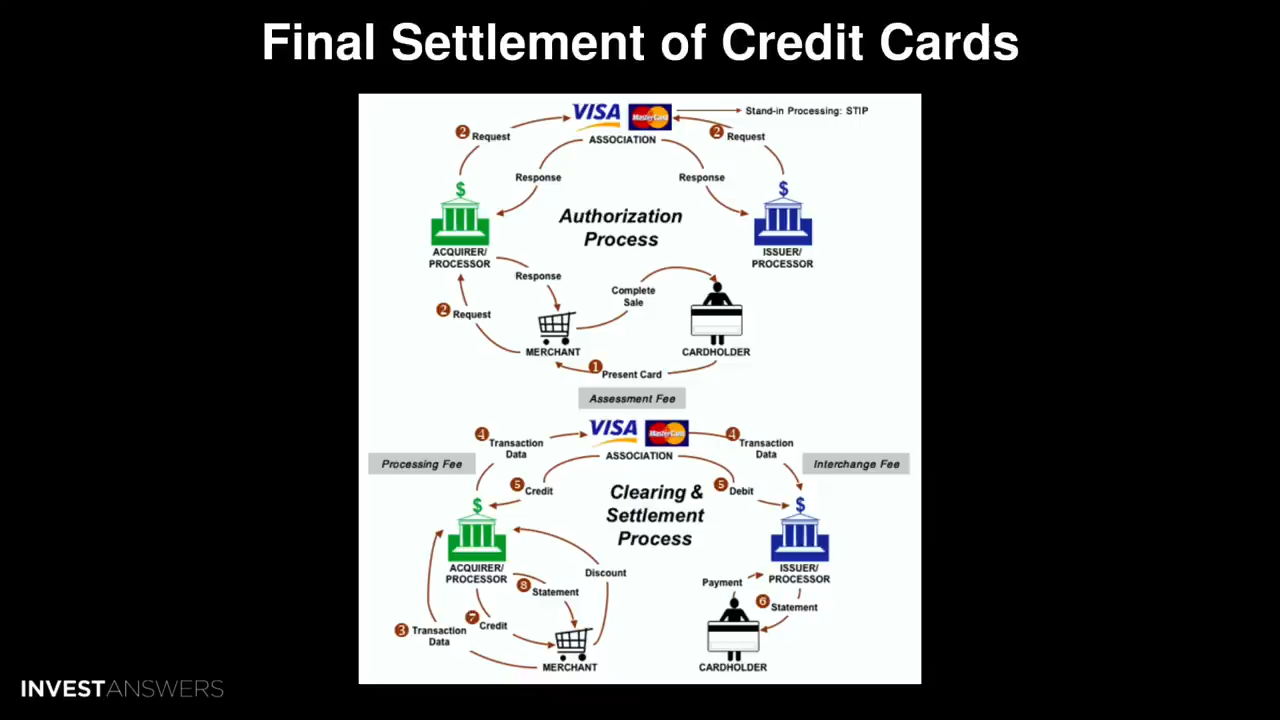 Final Settlement of Credit Cards
VISA MasterCard
Stand-in Processing: STIP
ASSOCIATION
2 Request
2 Request
Response
Response
$
$
Authorization
Process
ACQUIRER/
PROCESSOR
ISSUER/
PROCESSOR
Response
Complete
Sale
2 Request
MERCHANT
CARDHOLDER
1 Present Card
Assessment Fee
VISA MasterCard
ASSOCIATION
4 Transaction
Data
4 Transaction
Data
Processing Fee
Interchange Fee
5 Credit
5 Debit
$
$
Clearing &
Settlement
Process
ACQUIRER/
PROCESSOR
ISSUER/
PROCESSOR
Discount
Payment
8 Statement
6 Statement
7 Credit
3 Transaction
Data
MERCHANT
CARDHOLDER
INVESTANSWERS